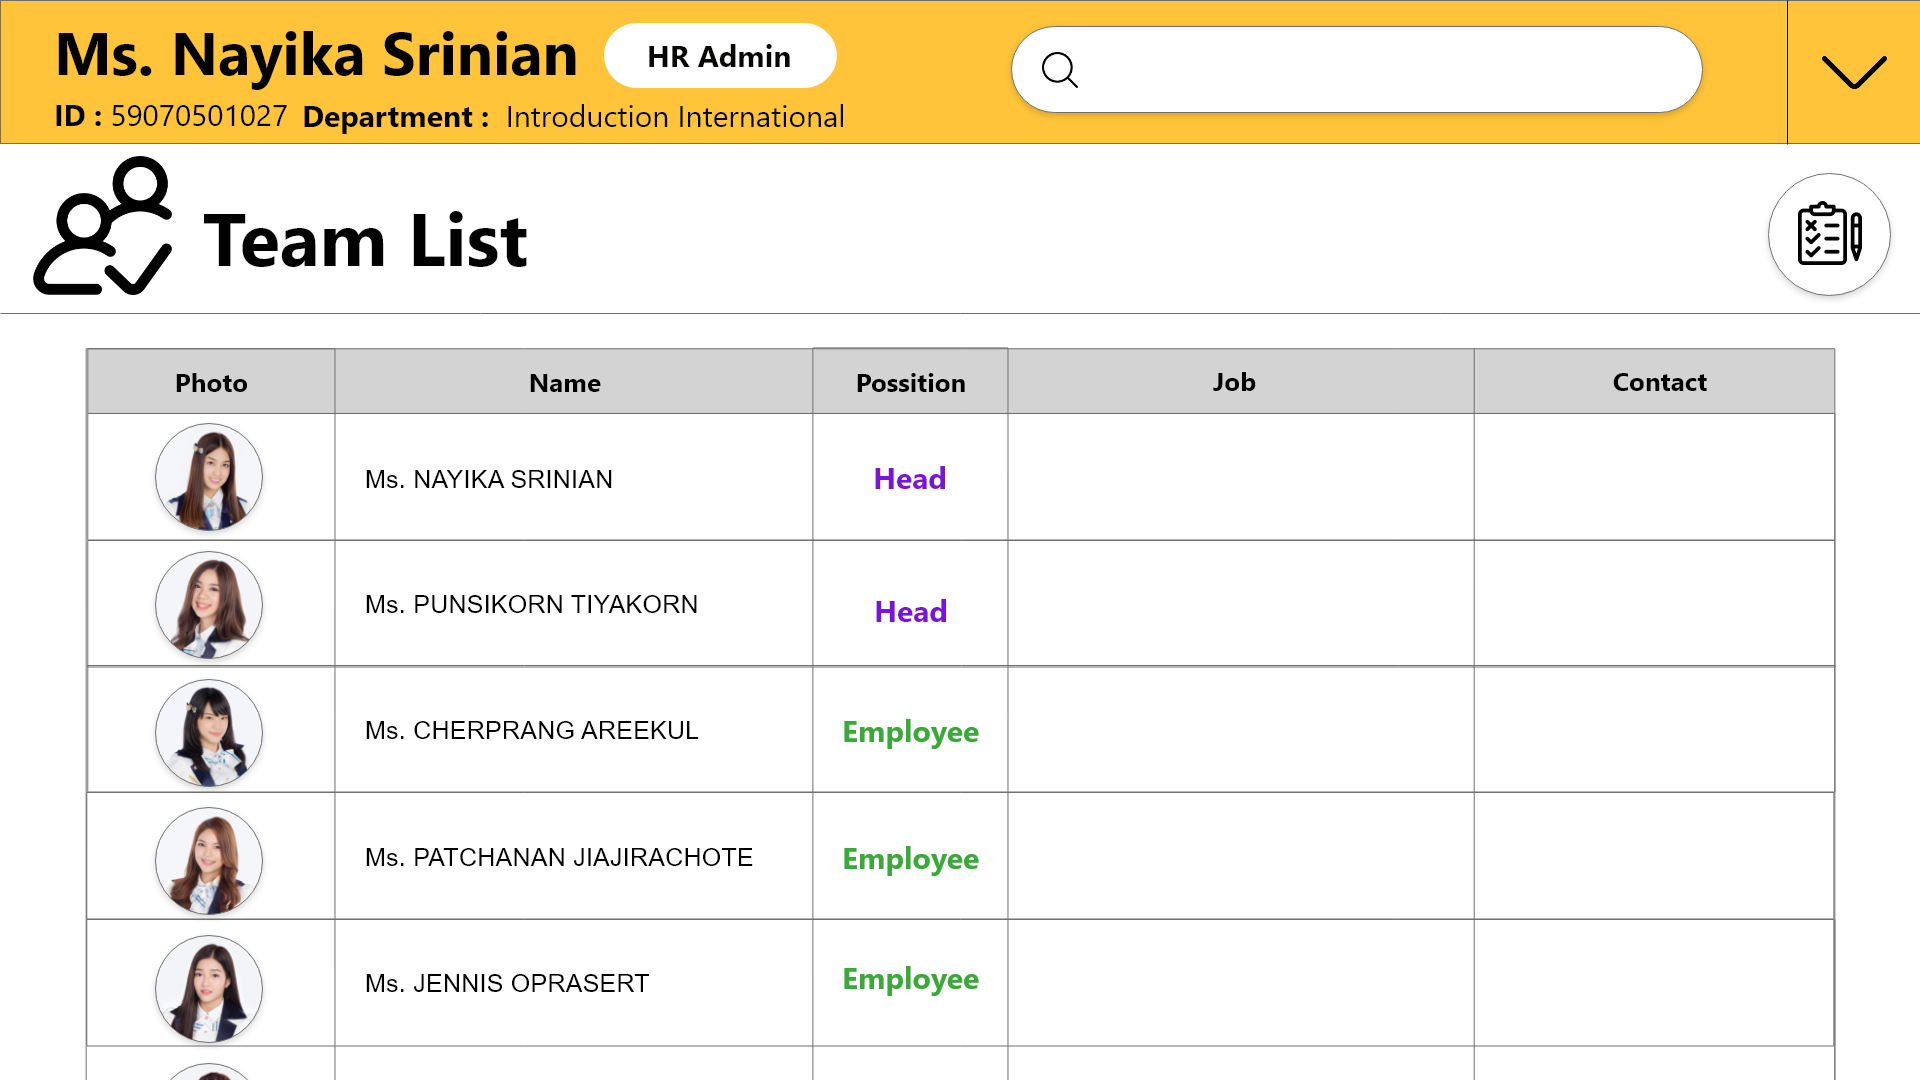 Ms. Nayika Srinian HR Admin
ID : 59070501027 Department : Introduction International
Team List
Photo Name Possition Job Contact
Ms. NAYIKA SRINIAN Head
Ms. PUNSIKORN TIYAKORN Head
Ms. CHERPRANG AREEKUL Employee
Ms. PATCHANAN JIAJIRACHOTE Employee
Ms. JENNIS OPRASERT Employee